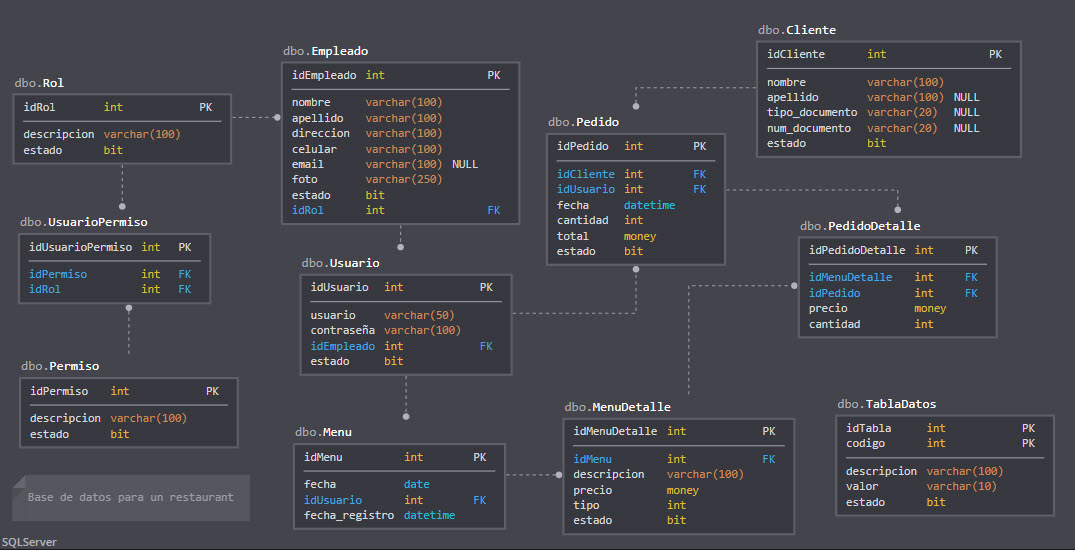 dbo.Rol
idRol int PK
descripcion varchar(100)
estado bit
dbo.Empleado
idEmpleado int PK
nombre varchar(100)
apellido varchar(100)
direccion varchar(100)
celular varchar(100)
email varchar(100) NULL
foto varchar(250)
estado bit
idRol int FK
dbo.Cliente
idCliente int PK
nombre varchar(100)
apellido varchar(100) NULL
tipo_documento varchar(20) NULL
num_documento varchar(20) NULL
estado bit
dbo.Pedido
idPedido int PK
idCliente int FK
idUsuario int FK
fecha datetime
cantidad int
total money
estado bit
dbo.UsuarioPermiso
idUsuarioPermiso int PK
idPermiso int FK
idRol int FK
dbo.Usuario
idUsuario int PK
usuario varchar(50)
contraseña varchar(100)
idEmpleado int FK
estado bit
dbo.PedidoDetalle
idPedidoDetalle int PK
idMenuDetalle int FK
idPedido int FK
precio money
cantidad int
dbo.Permiso
idPermiso int PK
descripcion varchar(100)
estado bit
dbo.Menu
idMenu int PK
fecha date
idUsuario int FK
fecha_registro datetime
dbo.MenuDetalle
idMenuDetalle int PK
idMenu int FK
descripcion varchar(100)
precio money
tipo int
estado bit
dbo.TablaDatos
idTabla int PK
codigo int PK
descripcion varchar(100)
valor varchar(10)
estado bit
Base de datos para un restaurant
SQLServer